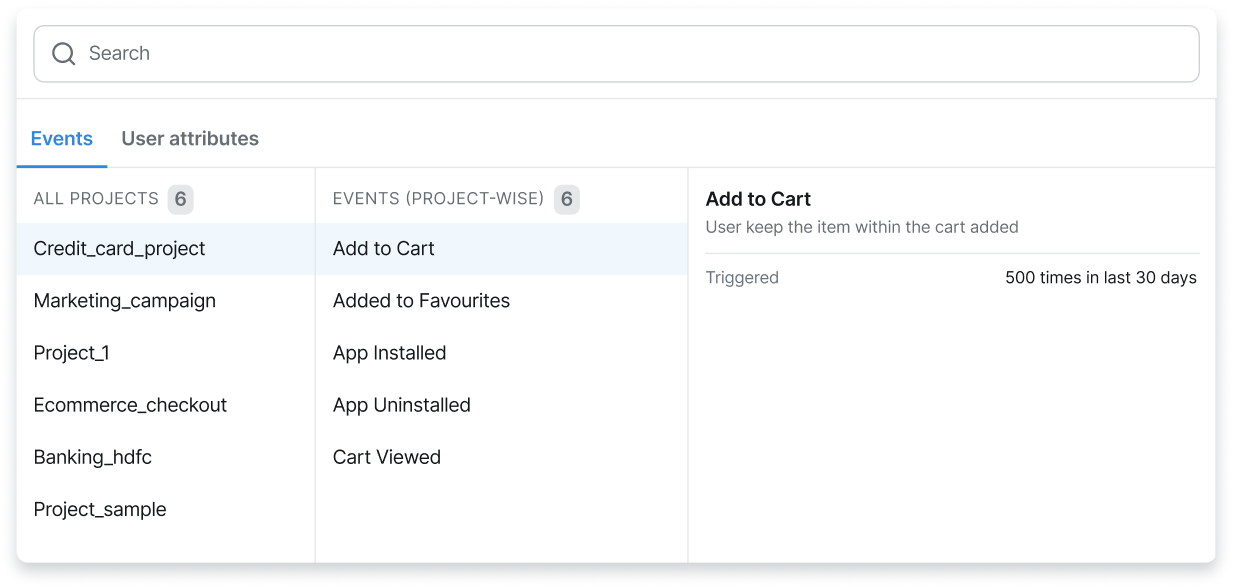 Search
Events
User attributes
ALL PROJECTS 6
Credit_card_project
Marketing_campaign
Project_1
Ecommerce_checkout
Banking_hdfc
Project_sample
EVENTS (PROJECT-WISE) 6
Add to Cart
Added to Favourites
App Installed
App Uninstalled
Cart Viewed
Add to Cart
User keep the item within the cart added
Triggered 500 times in last 30 days